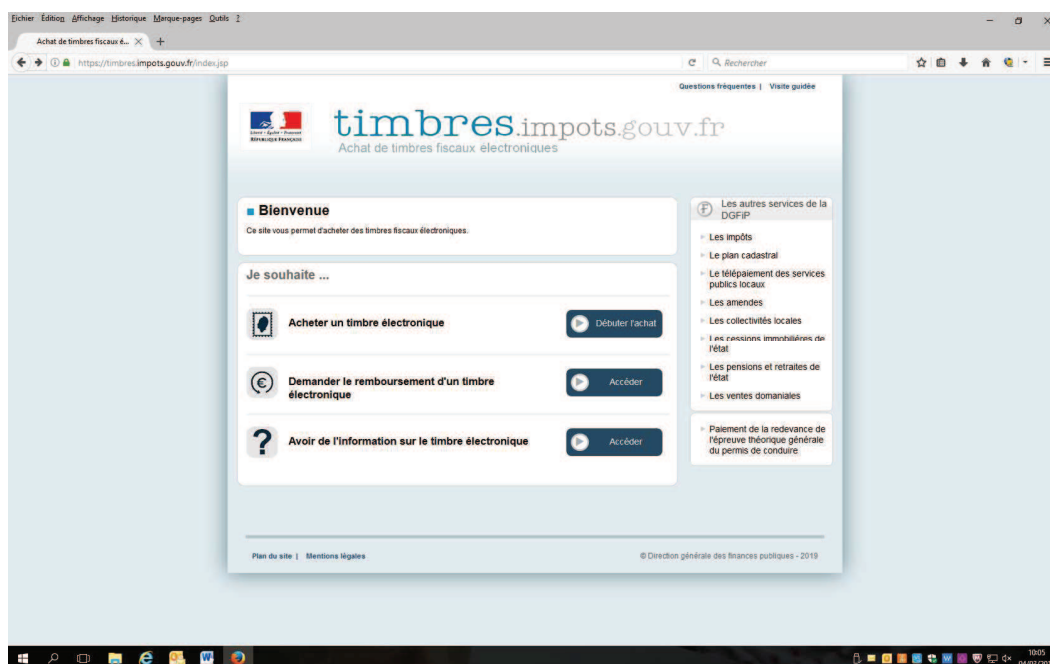 Fichier Édition Affichage Historique Marque-pages Outils ?
Achat de timbres fiscaux é...
https://timbres.impots.gouv.fr/index.jsp
Rechercher
Questions fréquentes | Visite guidée
Liberté • Égalité • Fraternité
RÉPUBLIQUE FRANÇAISE
timbres.impots.gouv.fr
Achat de timbres fiscaux électroniques
Bienvenue
Ce site vous permet d'acheter des timbres fiscaux électroniques.
Je souhaite ...
Acheter un timbre électronique
Débuter l'achat
Demander le remboursement d'un timbre
électronique
Accéder
Avoir de l'information sur le timbre électronique
Accéder
Les autres services de la
DGFiP
Les impôts
Le plan cadastral
Le télépaiement des services
publics locaux
Les amendes
Les collectivités locales
Les cessions immobilières de
l'état
Les pensions et retraites de
l'état
Les ventes domaniales
Paiement de la redevance de
l'épreuve théorique générale
du permis de conduire
Plan du site | Mentions légales
© Direction générale des finances publiques - 2019
10:05